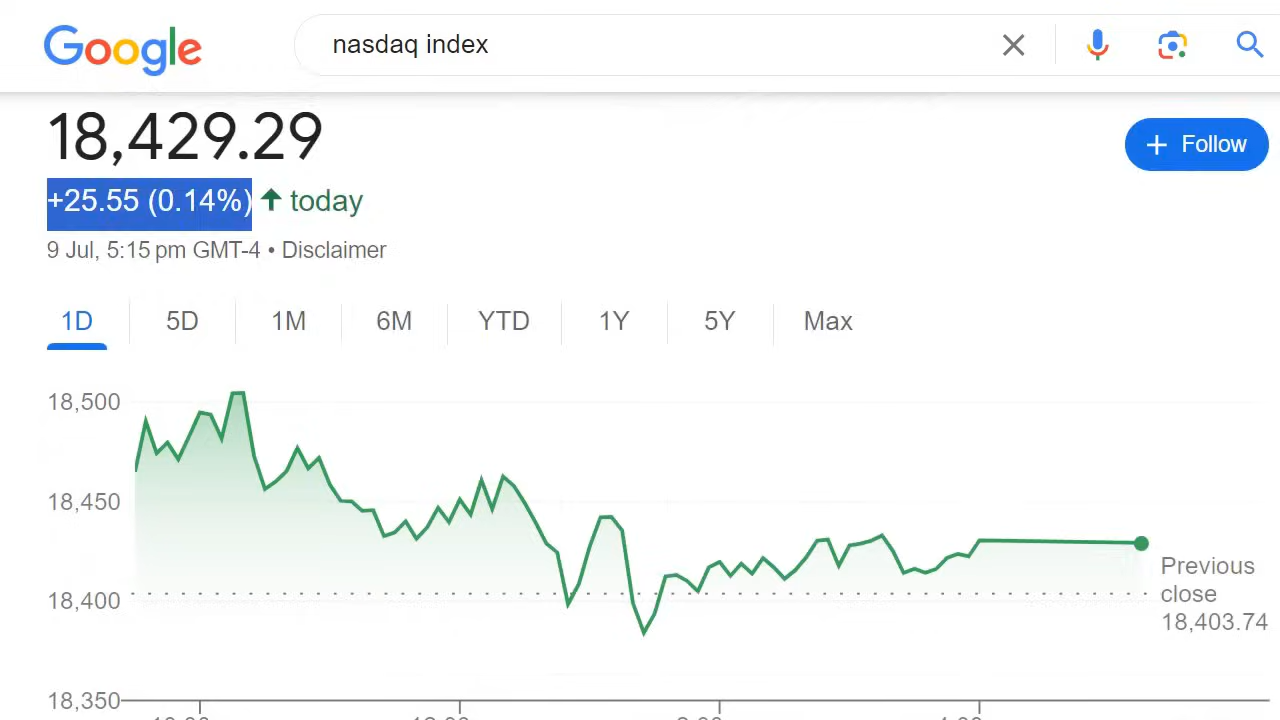 Google
nasdaq index
18,429.29
+ Follow
+25.55 (0.14%) ↑ today
9 Jul, 5:15 pm GMT-4 • Disclaimer
1D 5D 1M 6M YTD 1Y 5Y Max
18,500
18,450
18,400
18,350
Previous
close
18,403.74